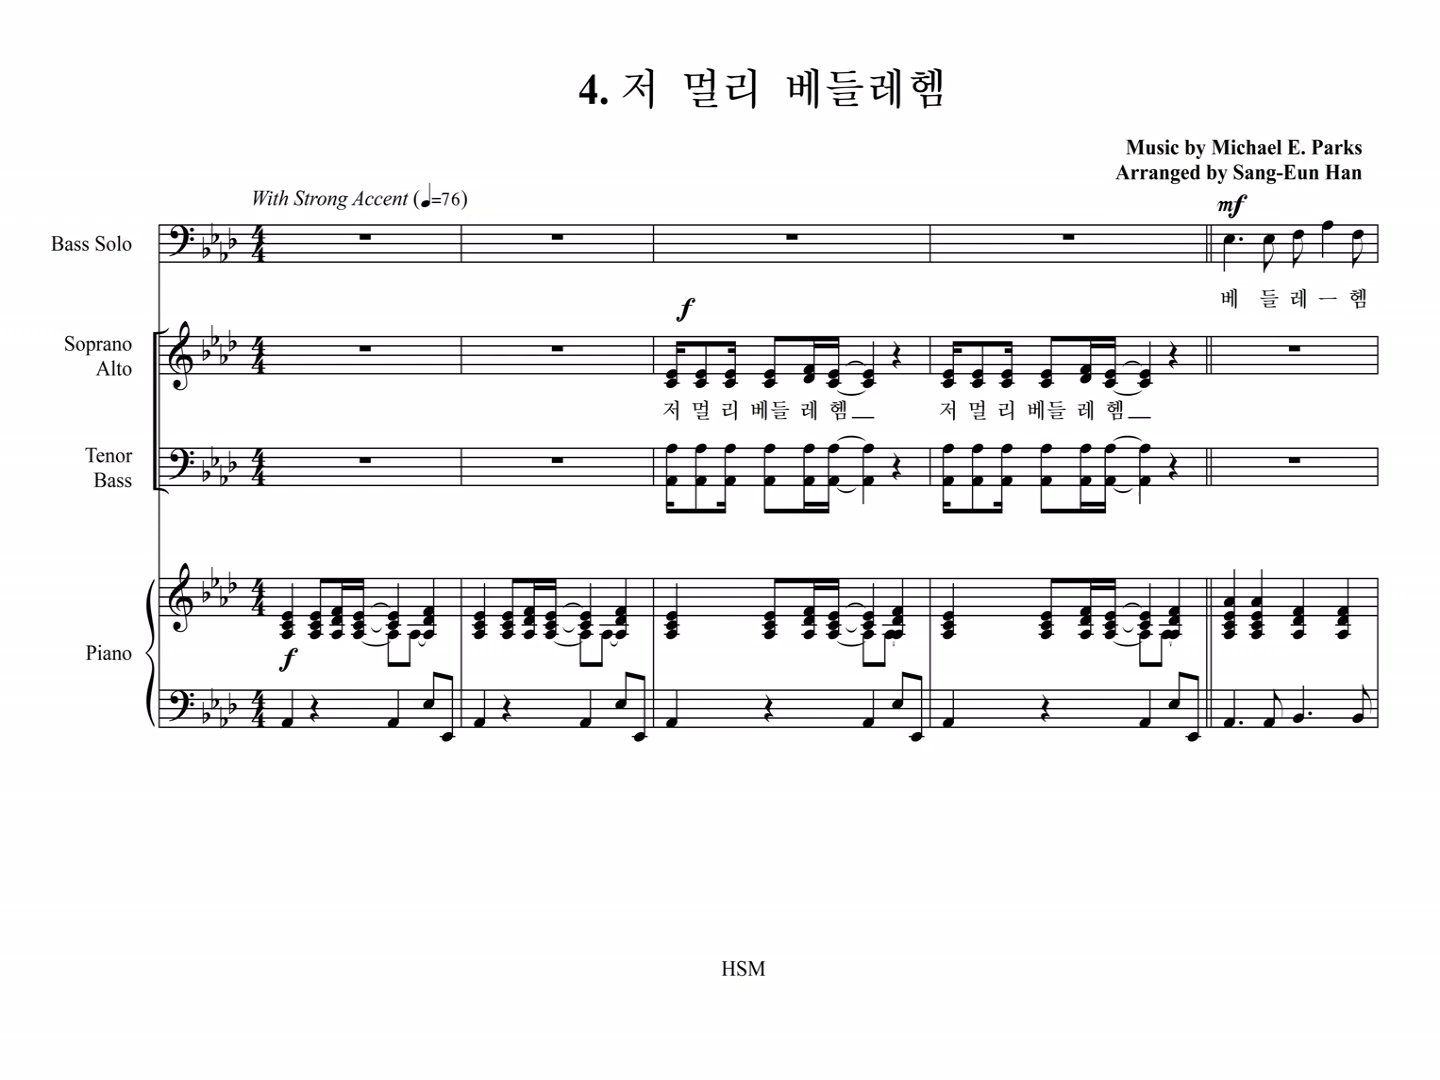 4. 저 멀리 베들레헴
Music by Michael E. Parks
Arranged by Sang-Eun Han
With Strong Accent (♩=76)
mf
Bass Solo
베 들 레 ㅡ 헴
f
Soprano
Alto
저 멀 리 베들 레 헴 저 멀 리 베들 레 헴
Tenor
Bass
Piano
f
HSM